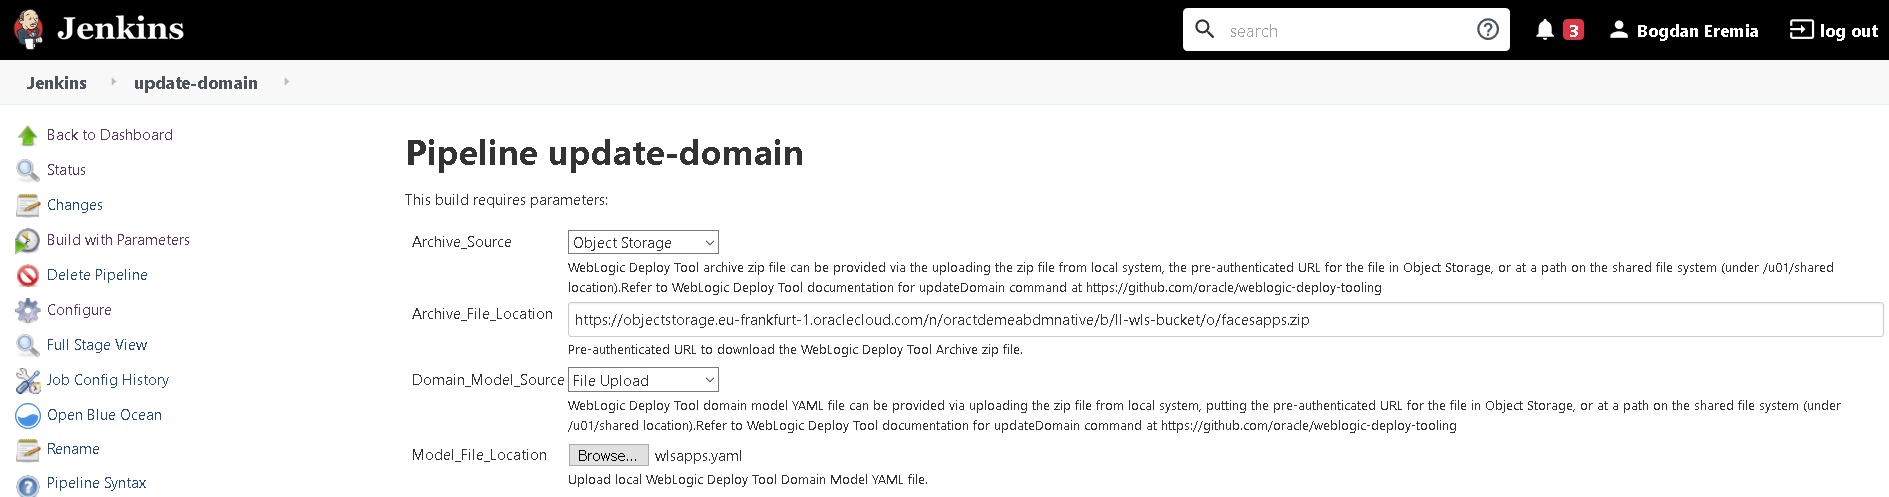 Jenkins
search
3
Bogdan Eremia
log out
Jenkins
update-domain
Back to Dashboard
Status
Changes
Build with Parameters
Delete Pipeline
Configure
Full Stage View
Job Config History
Open Blue Ocean
Rename
Pipeline Syntax
Pipeline update-domain
This build requires parameters:
Archive_Source
Object Storage
WebLogic Deploy Tool archive zip file can be provided via the uploading the zip file from local system, the pre-authenticated URL for the file in Object Storage, or at a path on the shared file system (under /u01/shared
location).Refer to WebLogic Deploy Tool documentation for updateDomain command at https://github.com/oracle/weblogic-deploy-tooling
Archive_File_Location
https://objectstorage.eu-frankfurt-1.oraclecloud.com/n/oractdemeabdmnative/b/ll-wls-bucket/o/facesapps.zip
Pre-authenticated URL to download the WebLogic Deploy Tool Archive zip file.
Domain_Model_Source
File Upload
WebLogic Deploy Tool domain model YAML file can be provided via uploading the zip file from local system, putting the pre-authenticated URL for the file in Object Storage, or at a path on the shared file system (under
/u01/shared location).Refer to WebLogic Deploy Tool documentation for updateDomain command at https://github.com/oracle/weblogic-deploy-tooling
Model_File_Location
Browse... wlsapps.yaml
Upload local WebLogic Deploy Tool Domain Model YAML file.